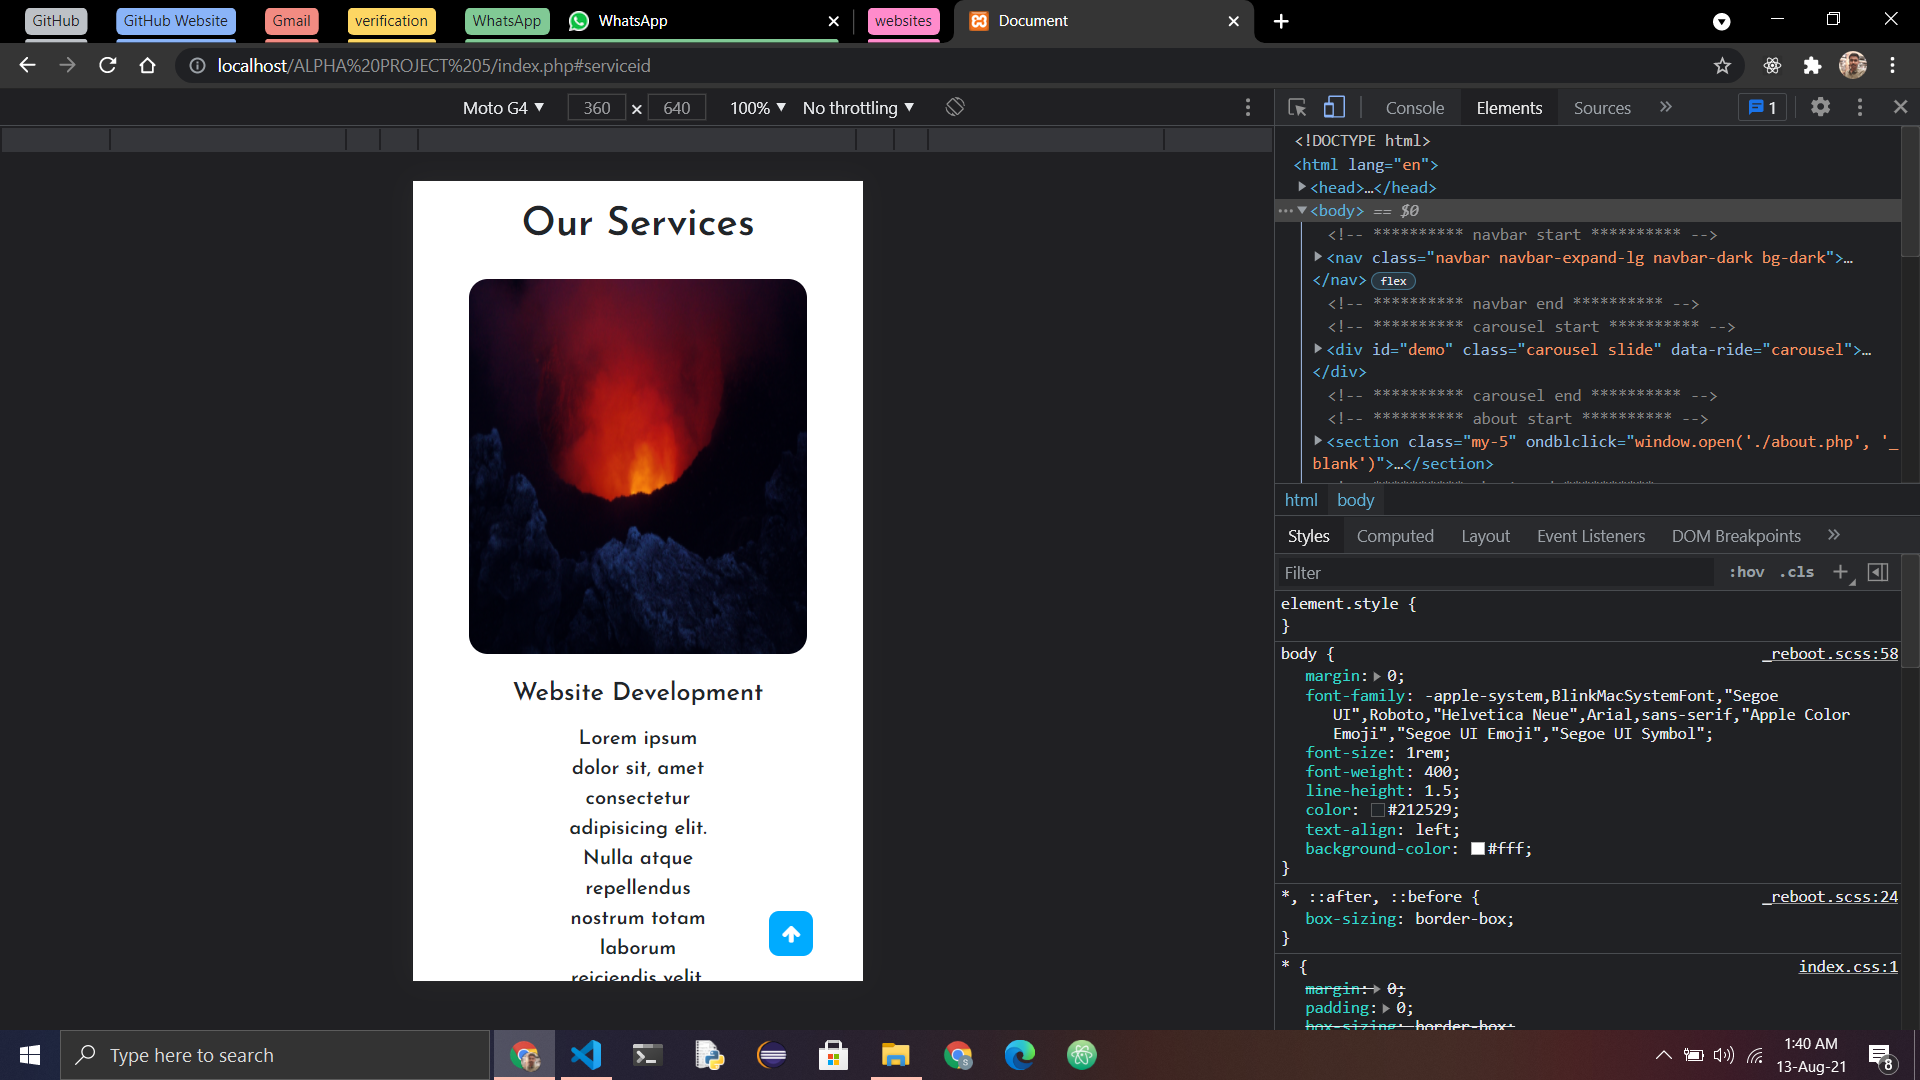 GitHub
GitHub Website
Gmail
verification
WhatsApp
WhatsApp
websites
Document
localhost/ALPHA%20PROJECT%205/index.php#serviceid
Moto G4
360 × 640
100%
No throttling
Console
Elements
Sources
1
Our Services
Website Development
Lorem ipsum
dolor sit, amet
consectetur
adipisicing elit.
Nulla atque
repellendus
nostrum totam
laborum
reiciendis velit
<!DOCTYPE html>
<html lang="en">
<head>…</head>
<body> == $0
<!-- ********** navbar start ********** -->
<nav class="navbar navbar-expand-lg navbar-dark bg-dark">…
</nav> flex
<!-- ********** navbar end ********** -->
<!-- ********** carousel start ********** -->
<div id="demo" class="carousel slide" data-ride="carousel">…
</div>
<!-- ********** carousel end ********** -->
<!-- ********** about start ********** -->
<section class="my-5" ondblclick="window.open('./about.php', '_
blank')">…</section>
html body
Styles
Computed
Layout
Event Listeners
DOM Breakpoints
Filter
:hov .cls
element.style {
}
body { _reboot.scss:58
margin: 0;
font-family: -apple-system,BlinkMacSystemFont,"Segoe
UI",Roboto,"Helvetica Neue",Arial,sans-serif,"Apple Color
Emoji","Segoe UI Emoji","Segoe UI Symbol";
font-size: 1rem;
font-weight: 400;
line-height: 1.5;
color: #212529;
text-align: left;
background-color: #fff;
}
*, ::after, ::before { _reboot.scss:24
box-sizing: border-box;
}
* { index.css:1
margin: 0;
padding: 0;
box-sizing: border-box;
Type here to search
1:40 AM
13-Aug-21
8